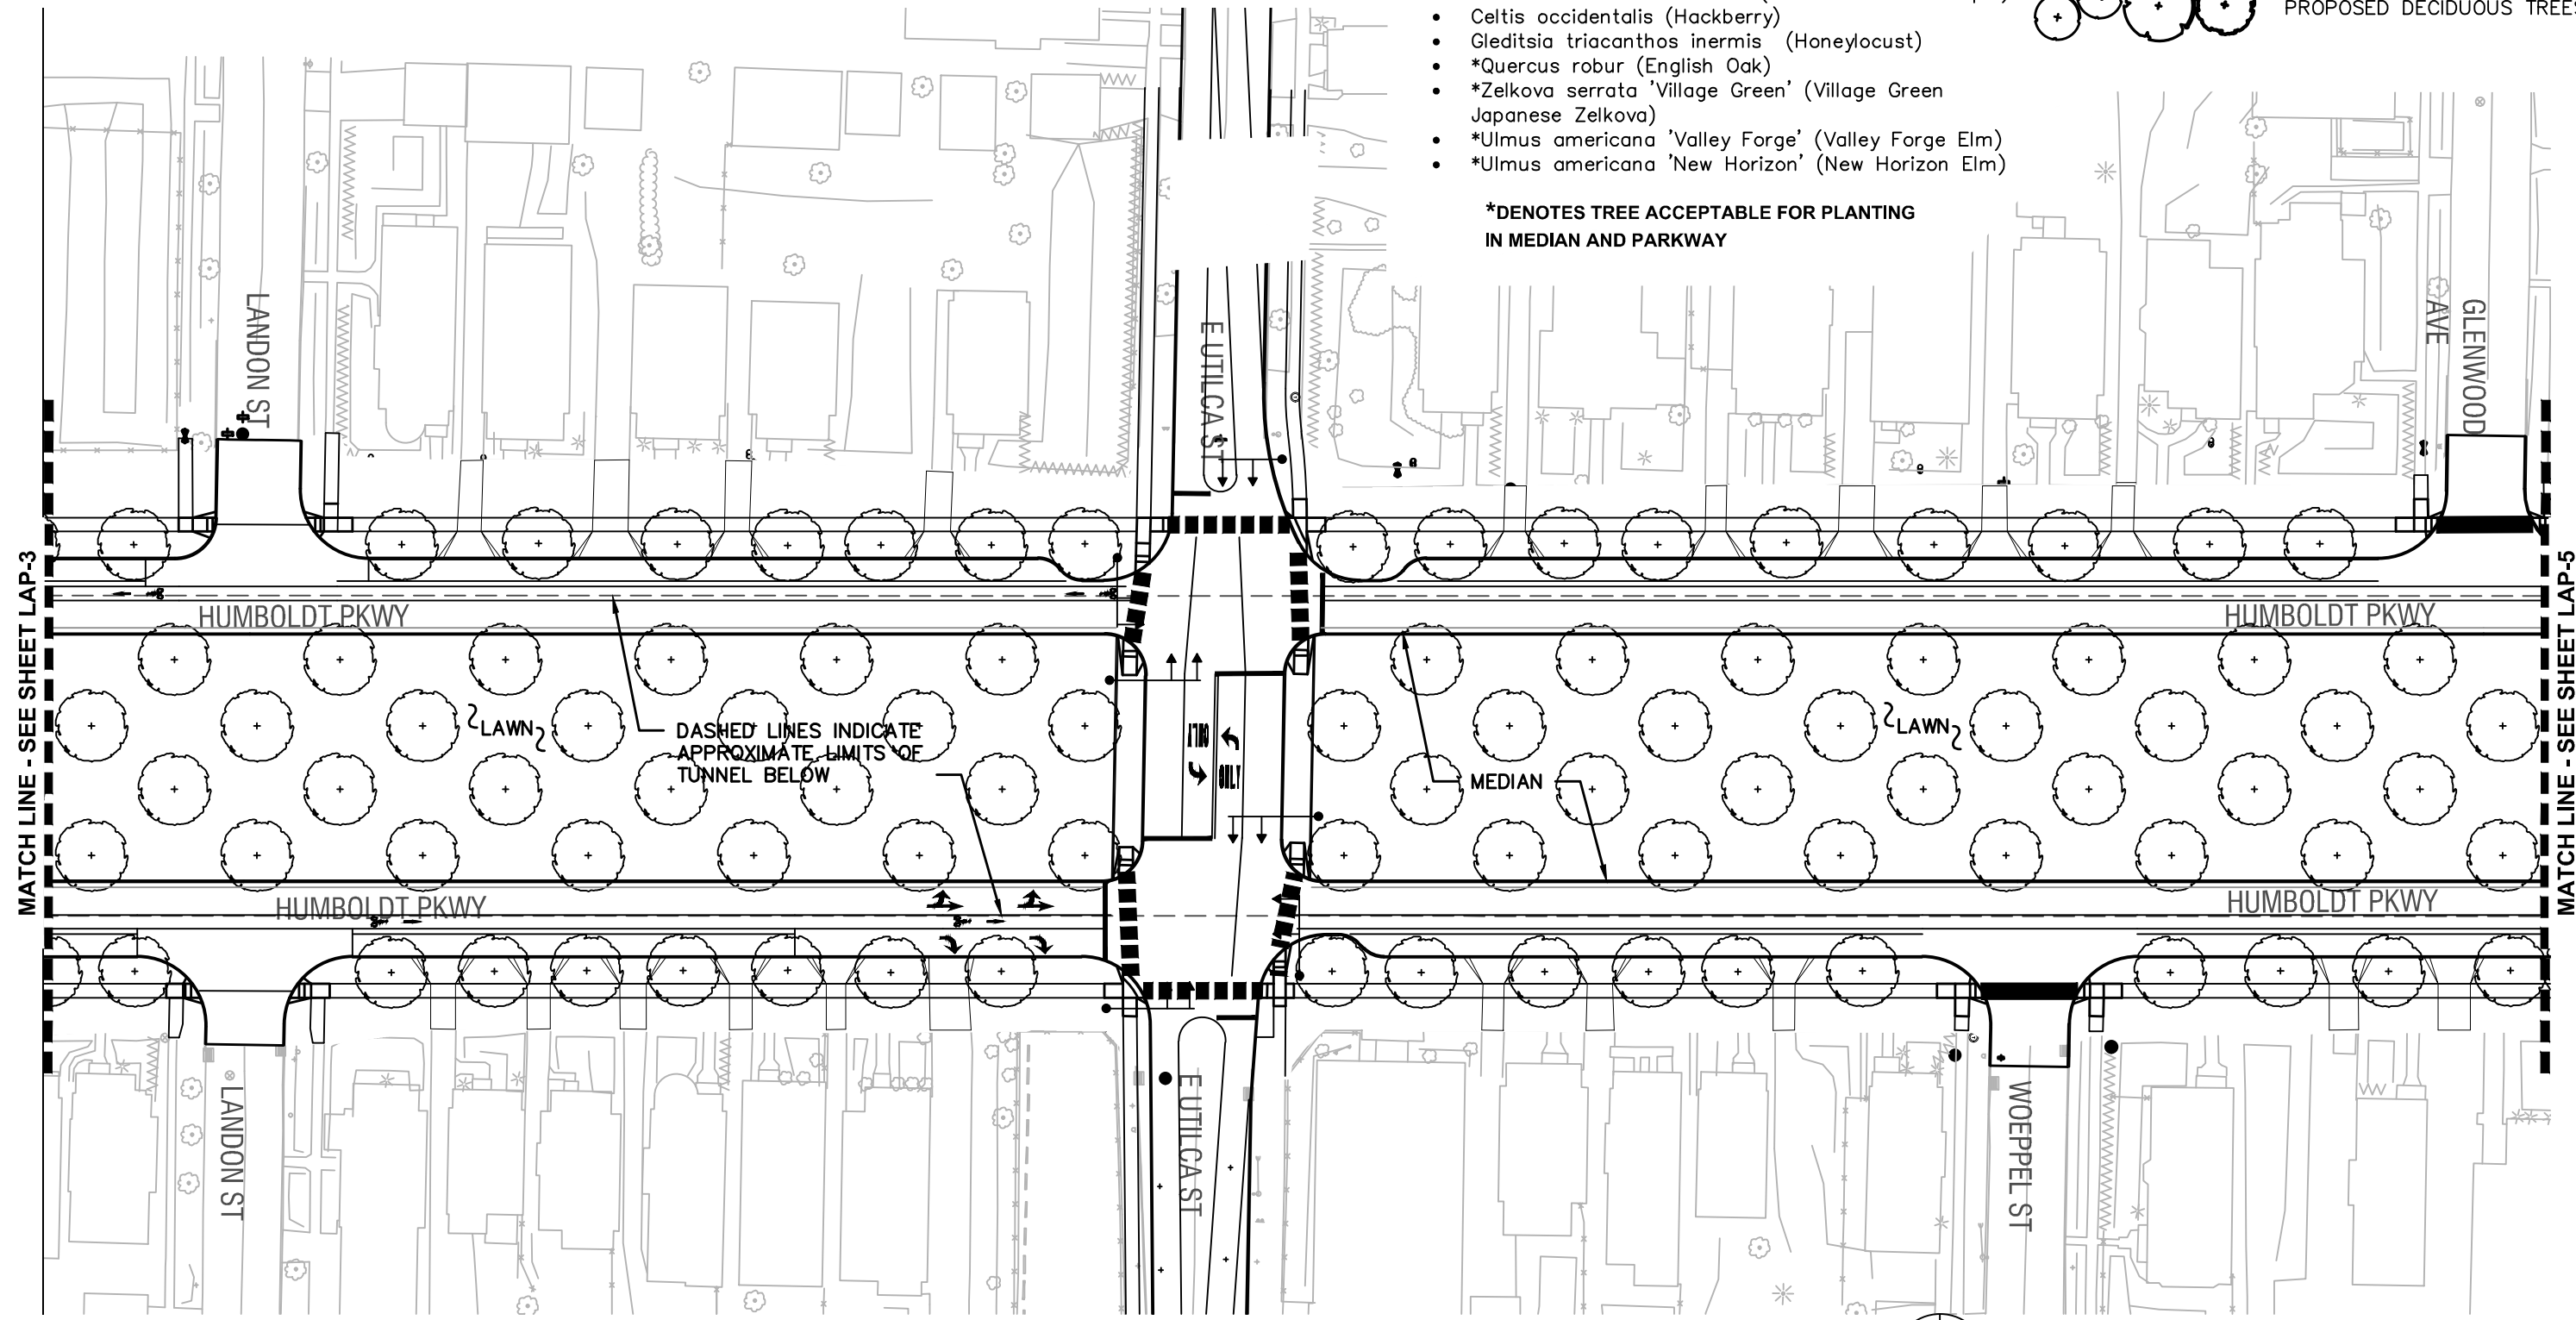 PROPOSED DECIDUOUS TREES
• Celtis occidentalis (Hackberry)
• Gleditsia triacanthos inermis (Honeylocust)
• *Quercus robur (English Oak)
• *Zelkova serrata 'Village Green' (Village Green
Japanese Zelkova)
• *Ulmus americana 'Valley Forge' (Valley Forge Elm)
• *Ulmus americana 'New Horizon' (New Horizon Elm)
*DENOTES TREE ACCEPTABLE FOR PLANTING
IN MEDIAN AND PARKWAY
LANDON ST
E UTILCA ST
GLENWOOD
AVE
MATCH LINE - SEE SHEET LAP-3
MATCH LINE - SEE SHEET LAP-5
HUMBOLDT PKWY
HUMBOLDT PKWY
LAWN
DASHED LINES INDICATE
APPROXIMATE LIMITS OF
TUNNEL BELOW
ONLY
ONLY
LAWN
MEDIAN
HUMBOLDT PKWY
HUMBOLDT PKWY
LANDON ST
E UTILCA ST
WOEPPEL ST